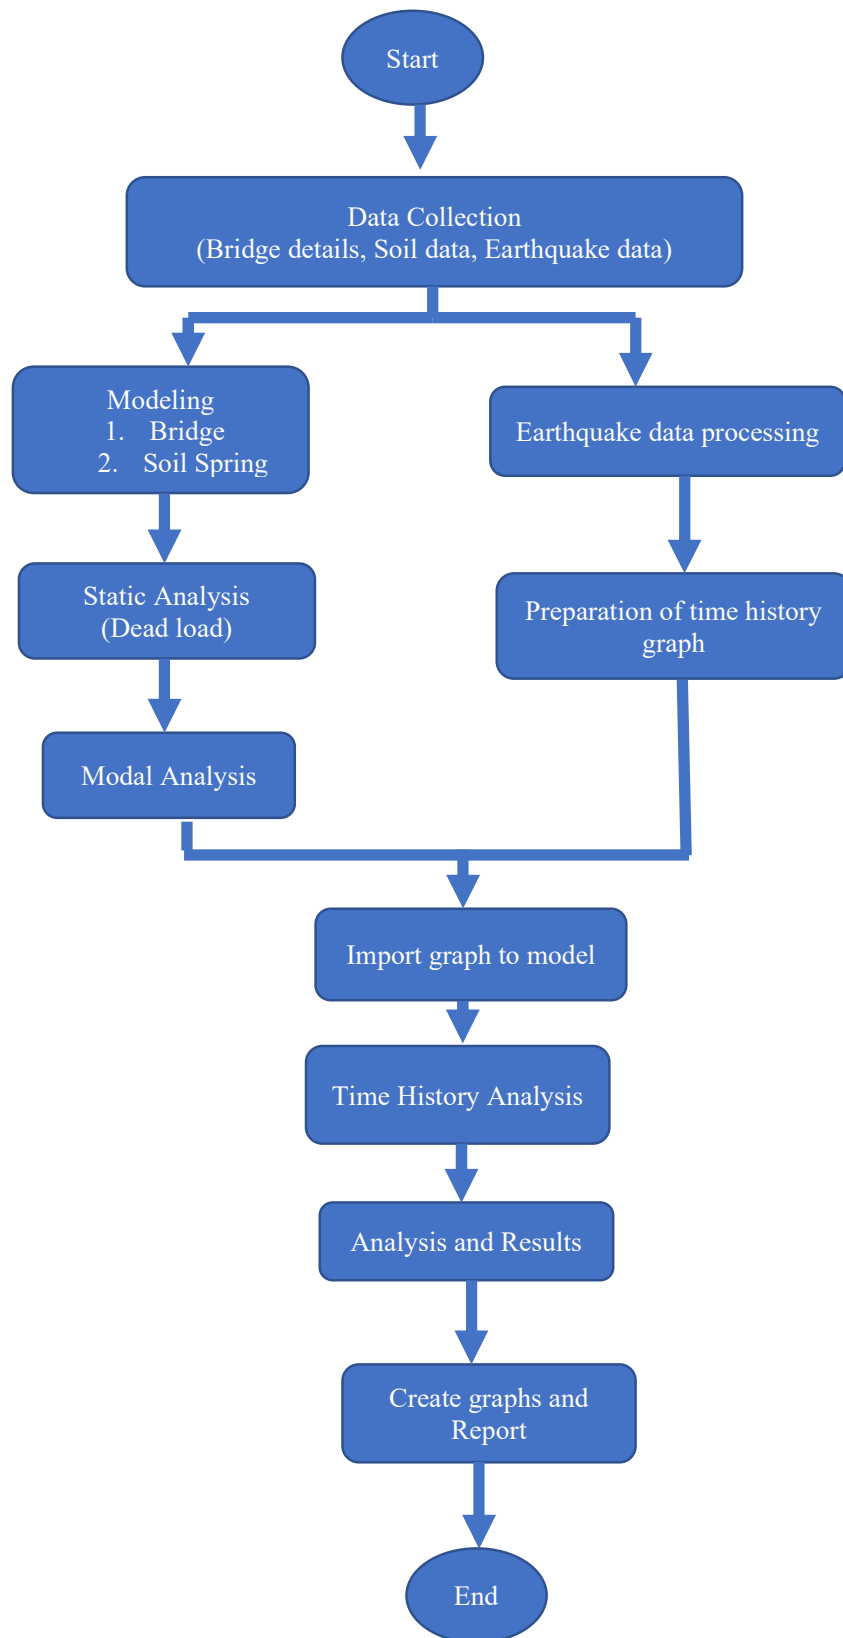 Start
Data Collection
(Bridge details, Soil data, Earthquake data)
Modeling
1. Bridge
2. Soil Spring
Earthquake data processing
Static Analysis
(Dead load)
Preparation of time history
graph
Modal Analysis
Import graph to model
Time History Analysis
Analysis and Results
Create graphs and
Report
End